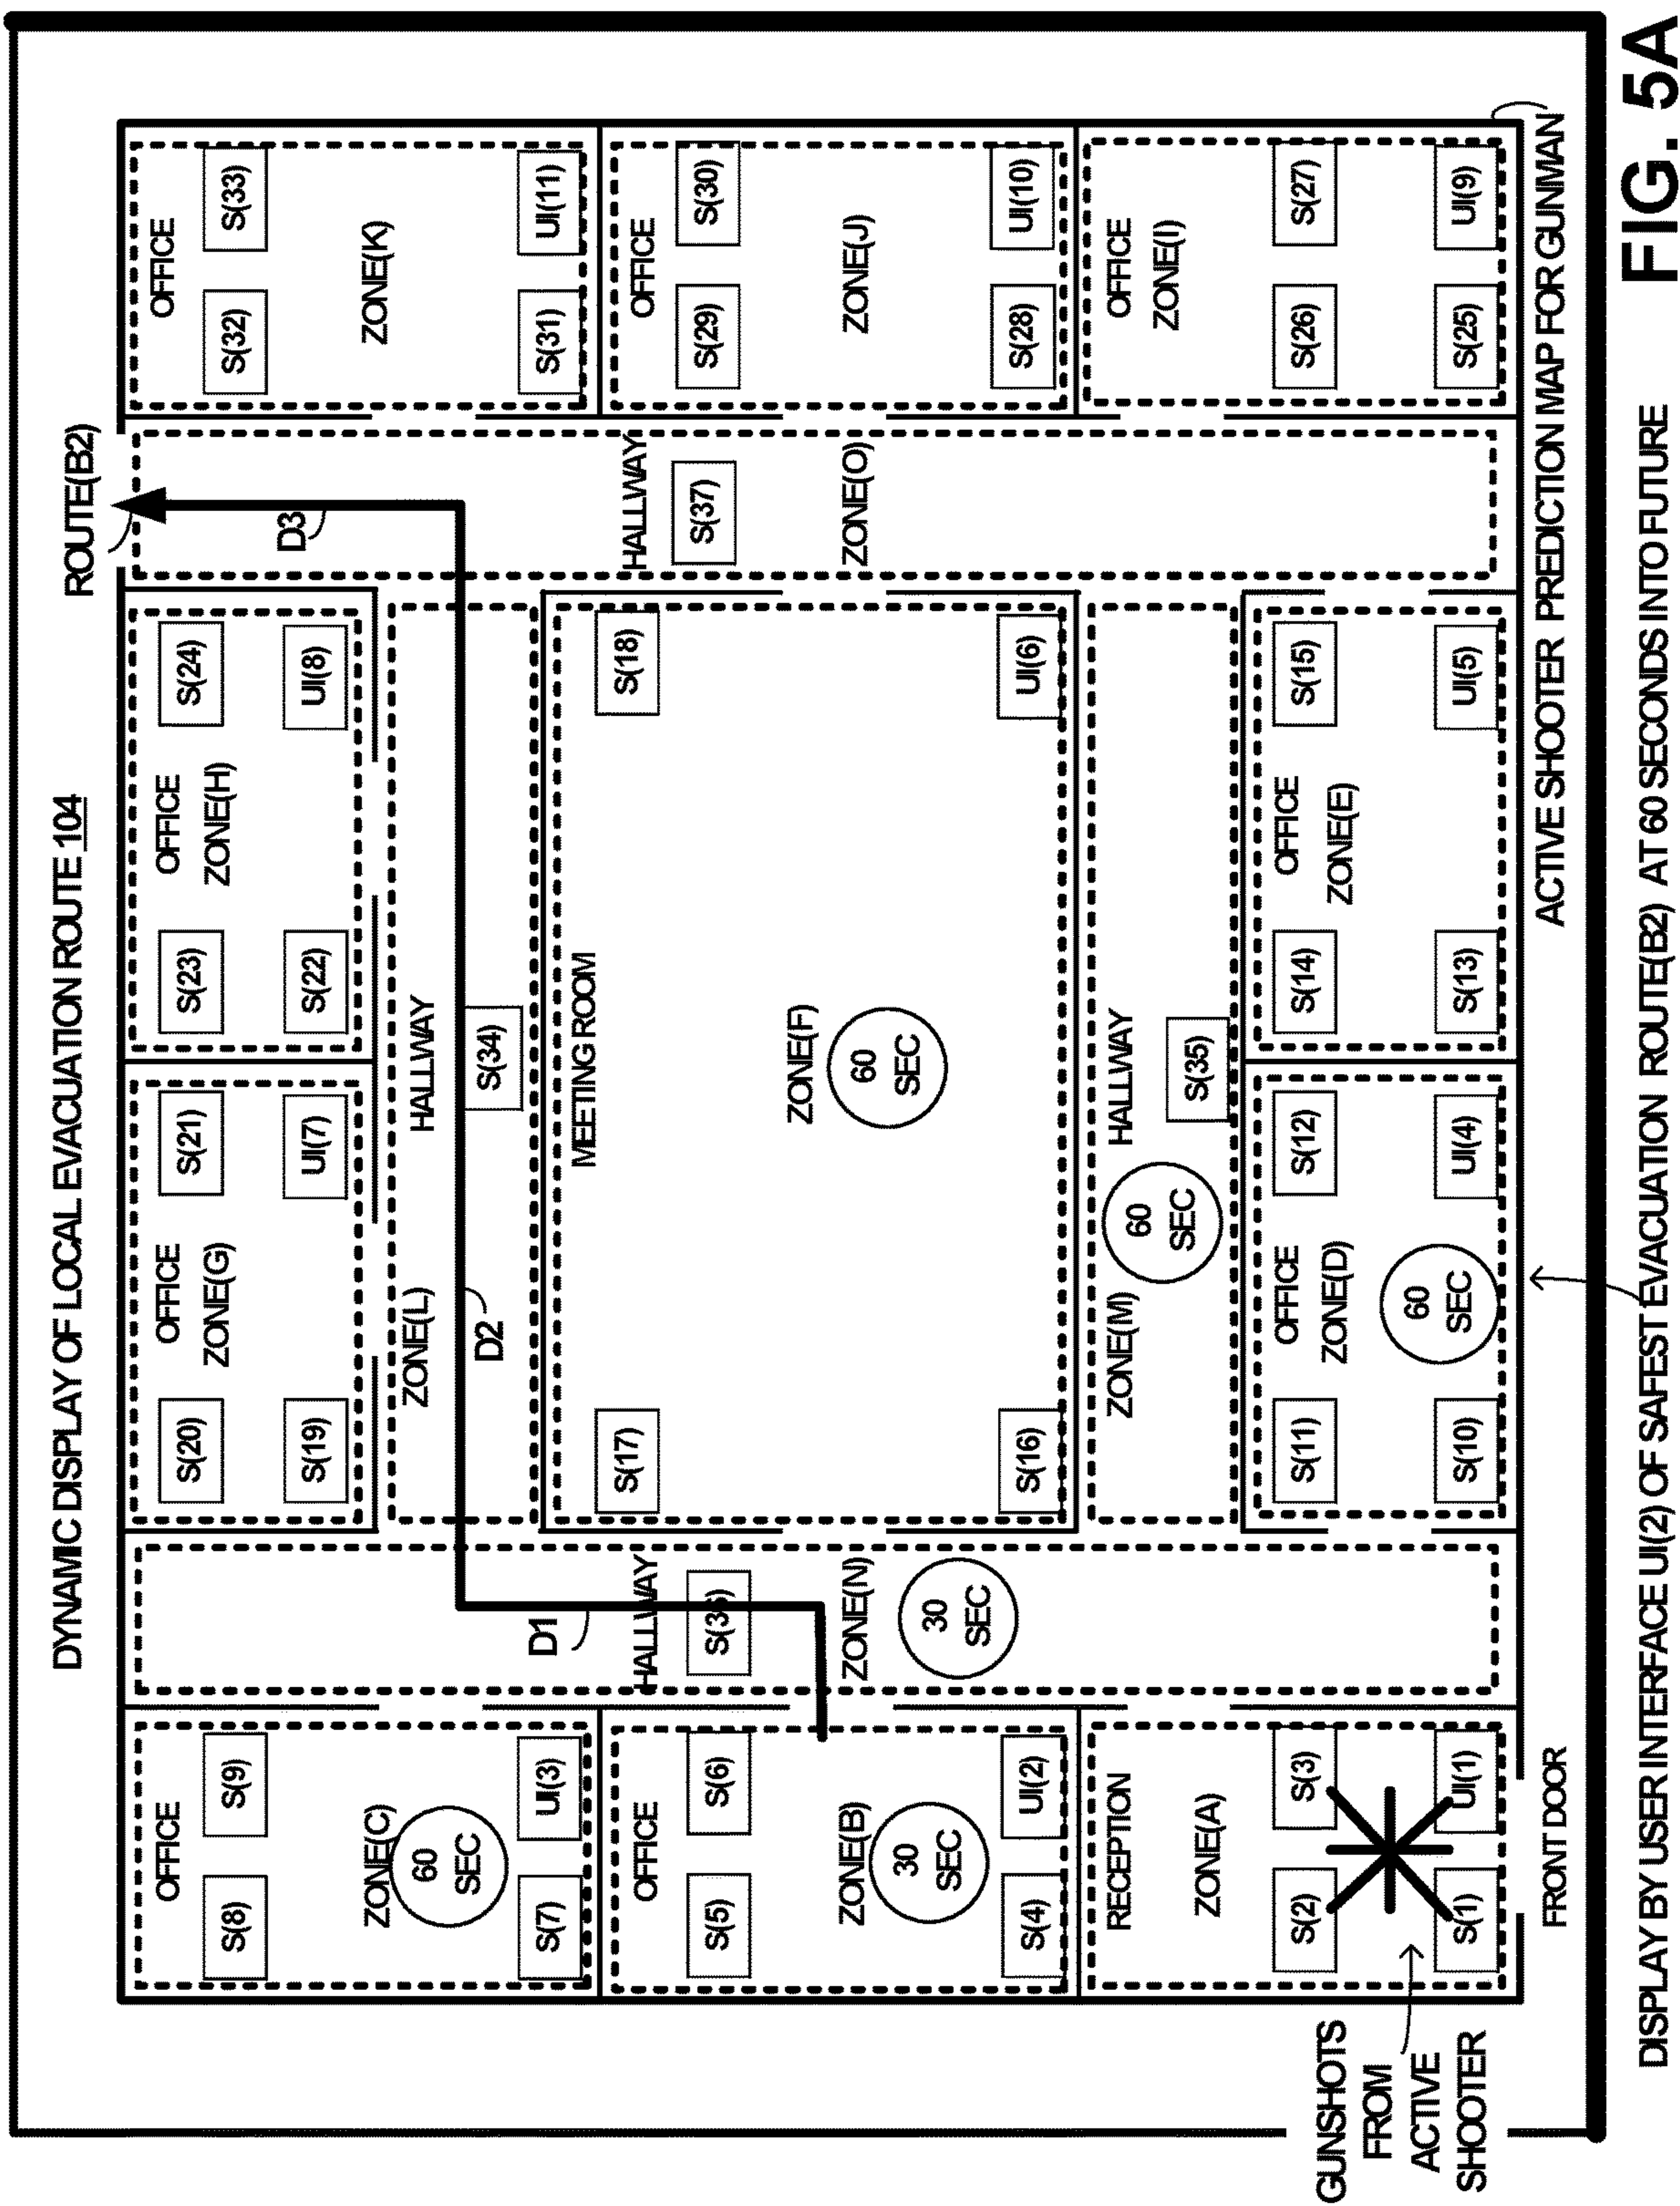 DYNAMIC DISPLAY OF LOCAL EVACUATION ROUTE 104
ROUTE(B2)
OFFICE
S(8)
S(9)
ZONE(C)
60
SEC
S(7)
UI(3)
OFFICE
S(5)
S(6)
ZONE(B)
30
SEC
S(4)
UI(2)
RECEPTION
ZONE(A)
S(2)
S(3)
S(1)
UI(1)
GUNSHOTS
FROM
ACTIVE
SHOOTER
FRONT DOOR
D1
HALLWAY
S(36)
ZONE(N)
30
SEC
OFFICE
S(20)
S(21)
ZONE(G)
S(19)
UI(7)
OFFICE
S(23)
S(24)
ZONE(H)
S(22)
UI(8)
ZONE(L)
HALLWAY
D2
S(34)
MEETING ROOM
S(17)
S(18)
ZONE(F)
60
SEC
S(16)
UI(6)
ZONE(M)
60
SEC
HALLWAY
S(35)
OFFICE
S(11)
S(12)
ZONE(D)
60
SEC
S(10)
UI(4)
OFFICE
S(14)
S(15)
ZONE(E)
S(13)
UI(5)
D3
HALLWAY
S(37)
ZONE(O)
OFFICE
S(32)
S(33)
ZONE(K)
S(31)
UI(11)
OFFICE
S(29)
S(30)
ZONE(J)
S(28)
UI(10)
OFFICE
ZONE(I)
S(26)
S(27)
S(25)
UI(9)
ACTIVE SHOOTER PREDICTION MAP FOR GUNMAN
DISPLAY BY USER INTERFACE UI(2) OF SAFEST EVACUATION ROUTE(B2) AT 60 SECONDS INTO FUTURE
FIG. 5A